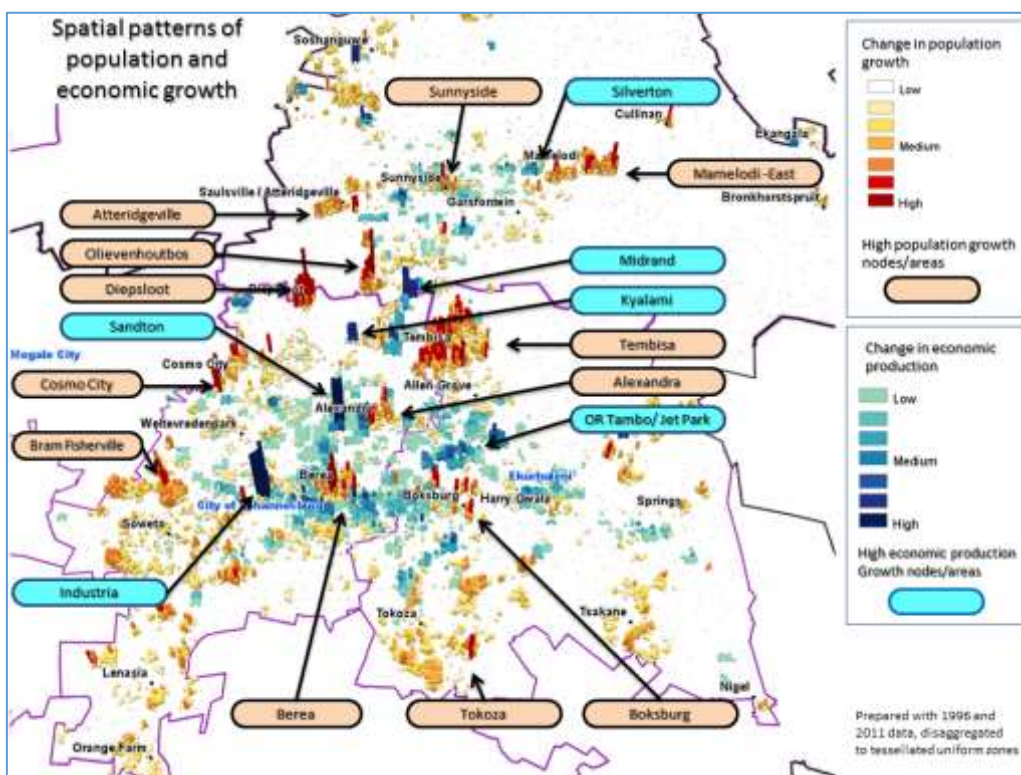 Spatial patterns of
population and
economic growth
Soshanguve
Sunnyside
Silverton
Cullinan
Ekangala
Mamelodi
Sunnyside
Mamelodi -East
Saulsville / Atteridgeville
Garsfontein
Bronkhorstspruit
Atteridgeville
Olievenhoutbos
Midrand
Diepsloot
Diepsloot
Kyalami
Sandton
Tembisa
Mogale City
Tembisa
Cosmo City
Cosmo City
Allen Grove
Alexandra
Alexandra
Weltevredenpark
OR Tambo/ Jet Park
Bram Fisherville
Berea
Ekurhuleni
Boksburg
Harry Gwala
Springs
City of Johannesburg
Soweto
Industria
Tokoza
Tsakane
Lenasia
Nigel
Berea
Tokoza
Boksburg
Orange Farm
Change in population
growth
Low
Medium
High
High population growth
nodes/areas
Change in economic
production
Low
Medium
High
High economic production
Growth nodes/areas
Prepared with 1996 and
2011 data, disaggregated
to tessellated uniform zones